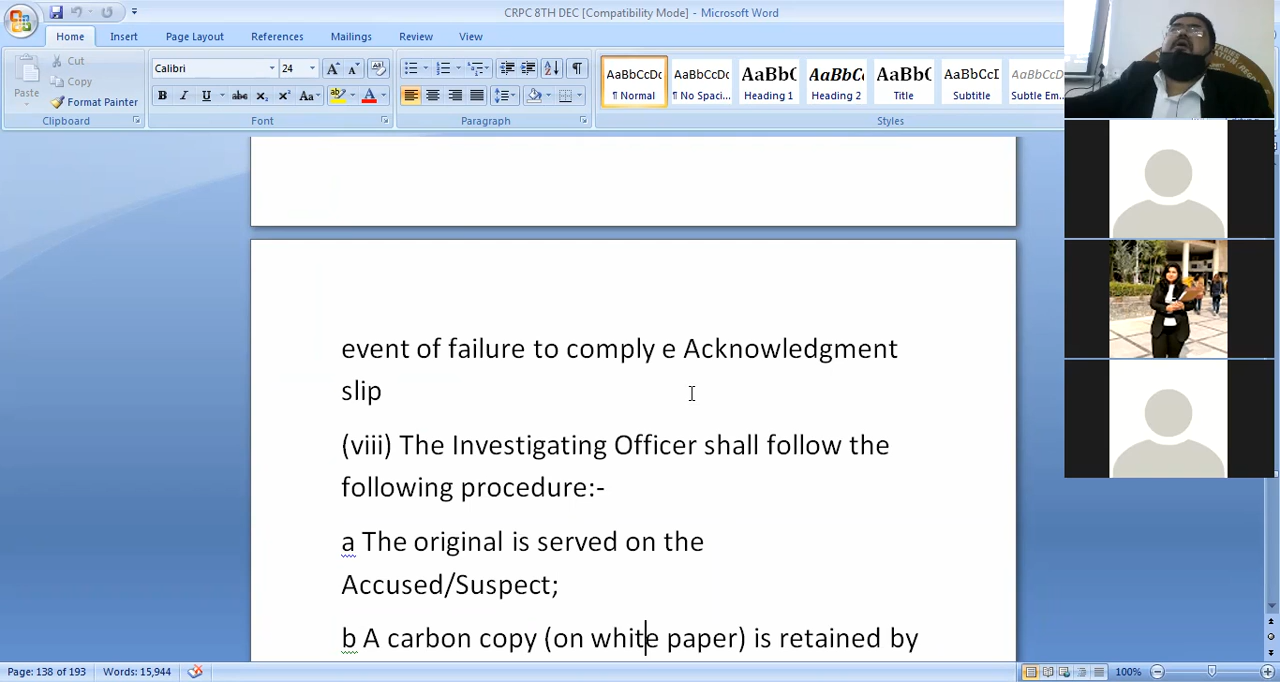 CRPC 8TH DEC [Compatibility Mode] - Microsoft Word
Home Insert Page Layout References Mailings Review View
Cut
Copy
Paste
Format Painter
Clipboard
Calibri 24
Font
Paragraph
AaBbCcDc AaBbCcDc AaBbC AaBbC AaBbC AaBbCcI AaBbCcDc
¶ Normal ¶ No Spaci... Heading 1 Heading 2 Title Subtitle Subtle Em...
Styles
event of failure to comply e Acknowledgment
slip
(viii) The Investigating Officer shall follow the
following procedure:-
a The original is served on the
Accused/Suspect;
b A carbon copy (on white paper) is retained by
Page: 138 of 193 Words: 15,944 100%